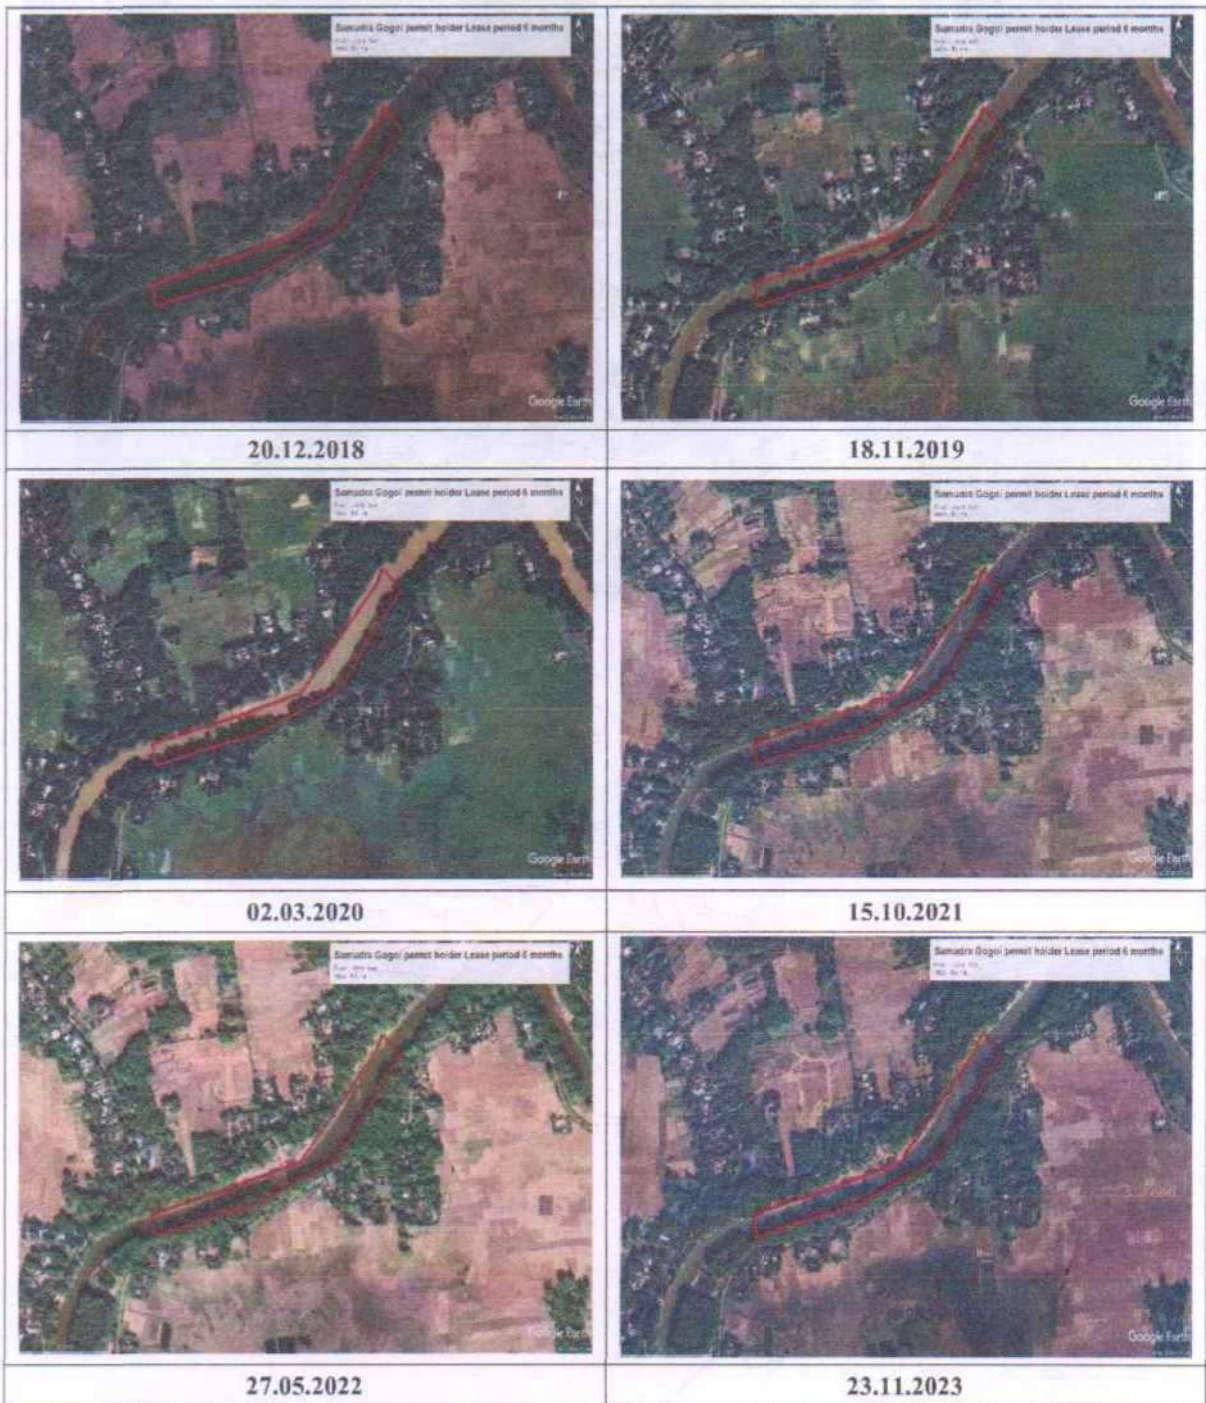 Samudra Gogoi permit holder Lease period 6 months
Samudra Gogoi permit holder Lease period 6 months
Google Earth
Google Earth
20.12.2018
18.11.2019
Samudra Gogoi permit holder Lease period 6 months
Samudra Gogoi permit holder Lease period 6 months
Google Earth
Google Earth
02.03.2020
15.10.2021
Samudra Gogoi permit holder Lease period 6 months
Samudra Gogoi permit holder Lease period 6 months
Google Earth
Google Earth
27.05.2022
23.11.2023